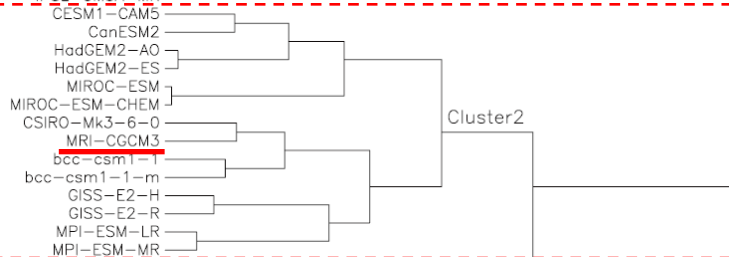 CESM1-CAM5
CanESM2
HadGEM2-AO
HadGEM2-ES
MIROC-ESM
MIROC-ESM-CHEM
CSIRO-Mk3-6-0
Cluster2
MRI-CGCM3
bcc-csm1-1
bcc-csm1-1-m
GISS-E2-H
GISS-E2-R
MPI-ESM-LR
MPI-ESM-MR